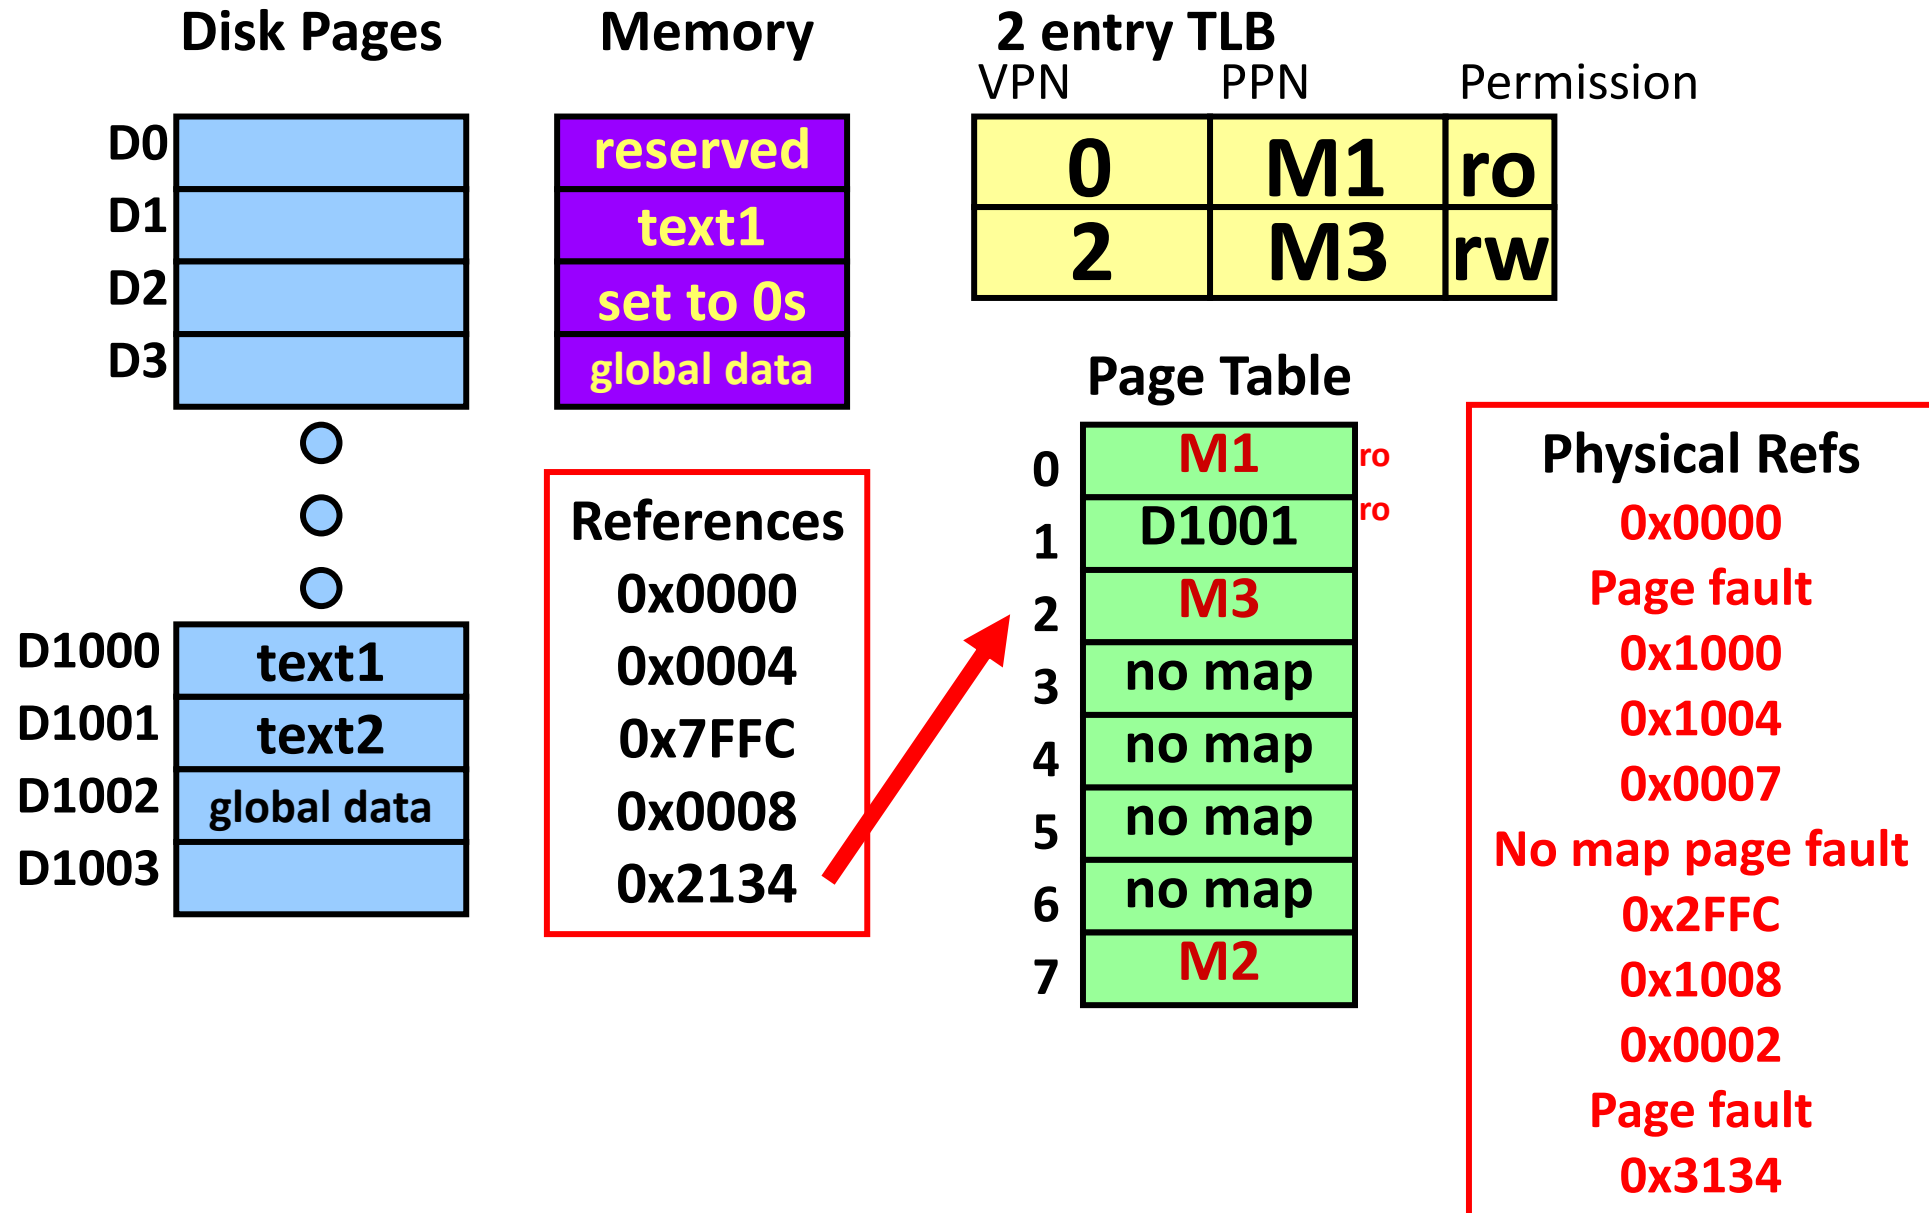 Disk Pages
D0
D1
D2
D3
D1000 text1
D1001 text2
D1002 global data
D1003
Memory
reserved
text1
set to 0s
global data
References
0x0000
0x0004
0x7FFC
0x0008
0x2134
2 entry TLB
VPN PPN Permission
0 M1 ro
2 M3 rw
Page Table
0 M1 ro
1 D1001 ro
2 M3
3 no map
4 no map
5 no map
6 no map
7 M2
Physical Refs
0x0000
Page fault
0x1000
0x1004
0x0007
No map page fault
0x2FFC
0x1008
0x0002
Page fault
0x3134